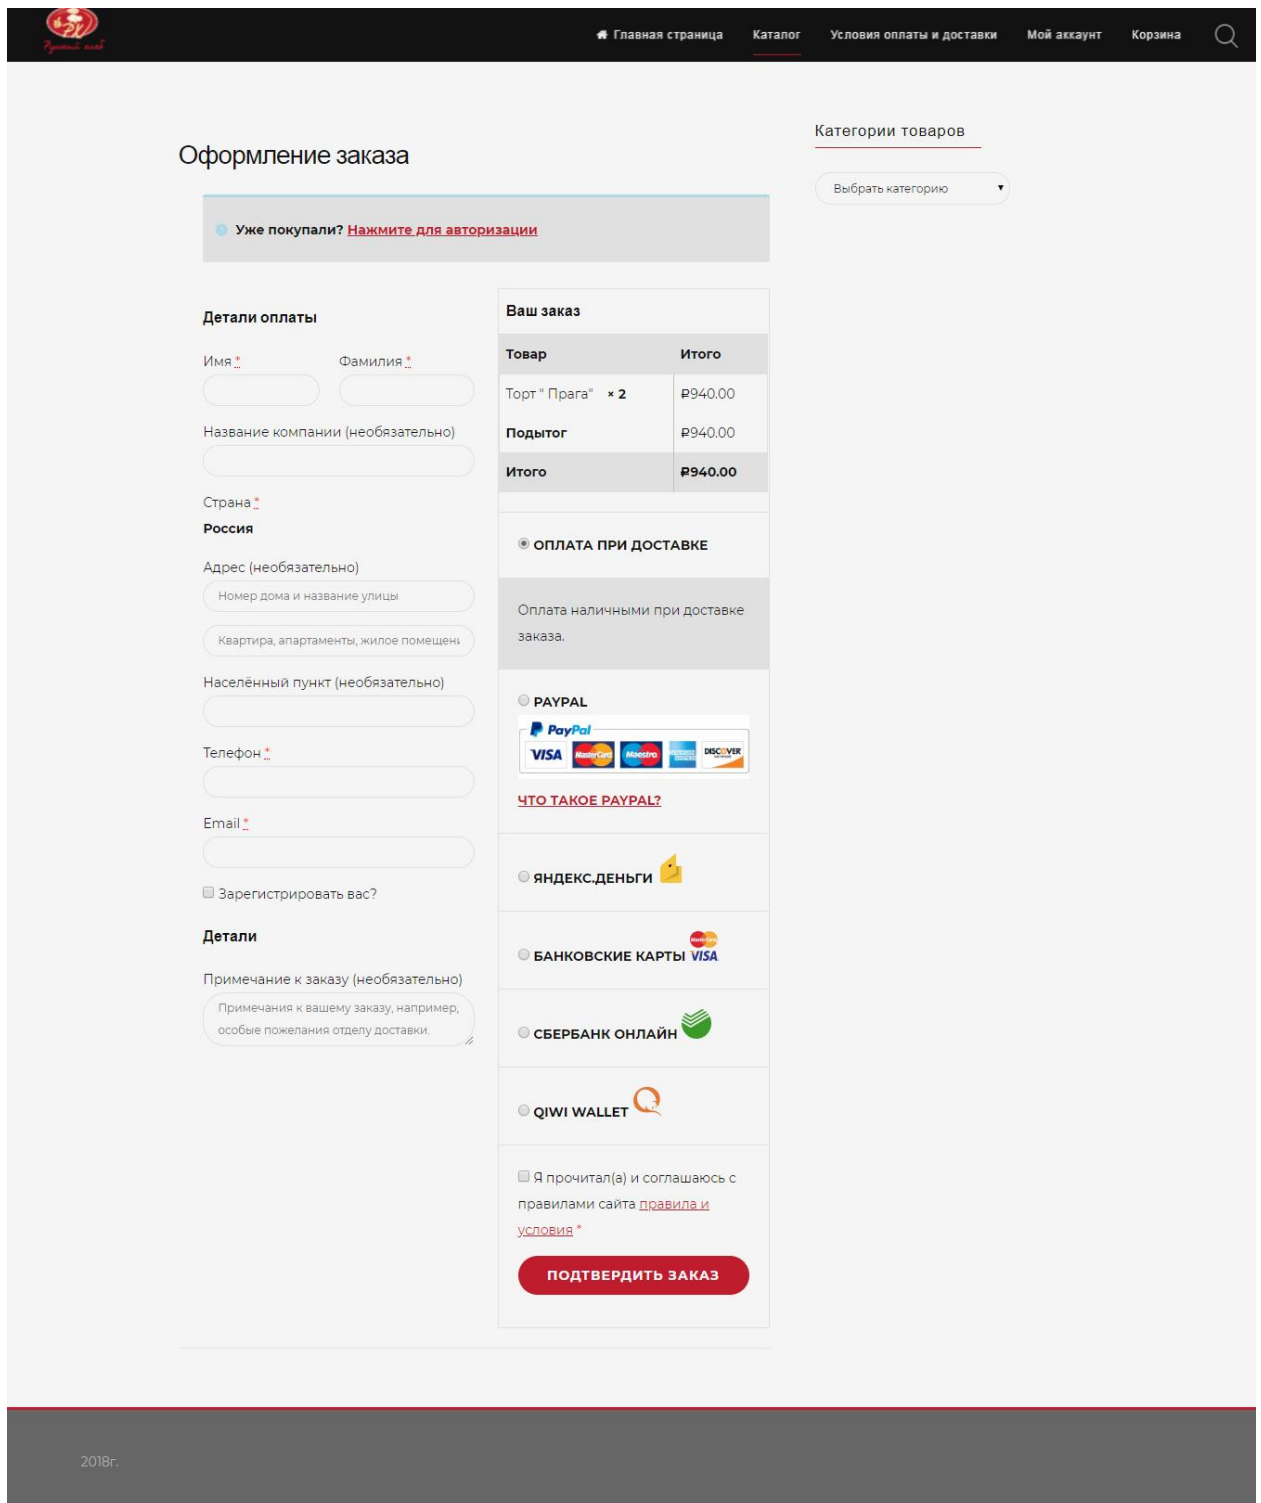 Русский хлеб
Главная страница
Каталог
Условия оплаты и доставки
Мой аккаунт
Корзина
Оформление заказа
Уже покупали? Нажмите для авторизации
Детали оплаты
Имя *
Фамилия *
Название компании (необязательно)
Страна *
Россия
Адрес (необязательно)
Номер дома и название улицы
Квартира, апартаменты, жилое помещени
Населённый пункт (необязательно)
Телефон *
Email *
Зарегистрировать вас?
Детали
Примечание к заказу (необязательно)
Примечания к вашему заказу, например,
особые пожелания отделу доставки.
Ваш заказ
Товар Итого
Торт " Прага" × 2 ₽940.00
Подытог ₽940.00
Итого ₽940.00
ОПЛАТА ПРИ ДОСТАВКЕ
Оплата наличными при доставке
заказа.
PAYPAL
PayPal
VISA MasterCard Maestro DISCOVER
ЧТО ТАКОЕ PAYPAL?
ЯНДЕКС.ДЕНЬГИ
БАНКОВСКИЕ КАРТЫ VISA
СБЕРБАНК ОНЛАЙН
QIWI WALLET
Я прочитал(а) и соглашаюсь с
правилами сайта правила и
условия *
ПОДТВЕРДИТЬ ЗАКАЗ
Категории товаров
Выбрать категорию
2018г.